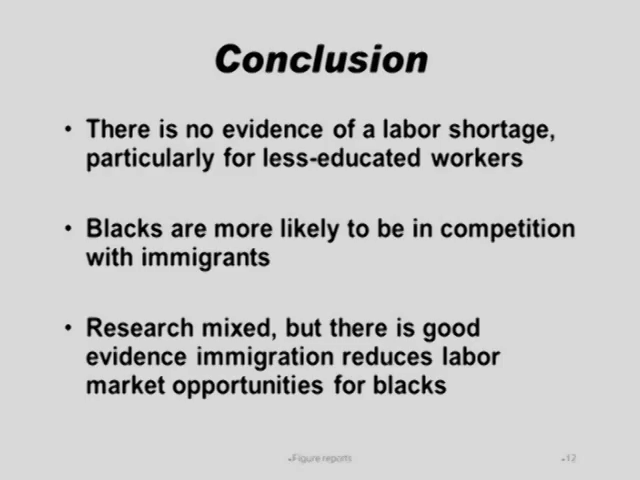 Conclusion
• There is no evidence of a labor shortage,
particularly for less-educated workers
• Blacks are more likely to be in competition
with immigrants
• Research mixed, but there is good
evidence immigration reduces labor
market opportunities for blacks
Figure reports
12